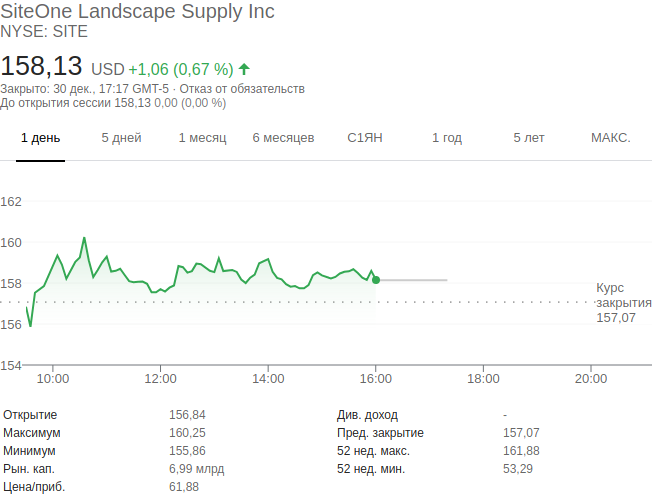 SiteOne Landscape Supply Inc
NYSE: SITE
158,13 USD +1,06 (0,67 %)
Закрыто: 30 дек., 17:17 GMT-5 · Отказ от обязательств
До открытия сессии 158,13 0,00 (0,00 %)
1 день 5 дней 1 месяц 6 месяцев С1ЯН 1 год 5 лет МАКС.
162
160
158
Курс
закрытия
157,07
156
154
10:00 12:00 14:00 16:00 18:00 20:00
Открытие 156,84 Див. доход -
Максимум 160,25 Пред. закрытие 157,07
Минимум 155,86 52 нед. макс. 161,88
Рын. кап. 6,99 млрд 52 нед. мин. 53,29
Цена/приб. 61,88